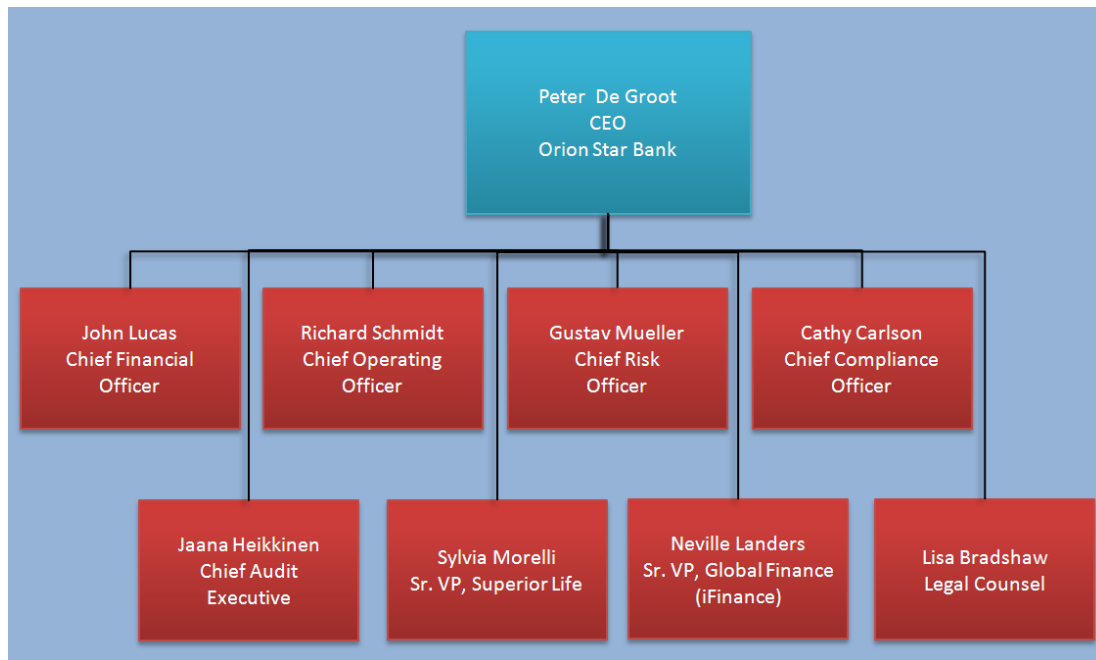 Peter De Groot
CEO
Orion Star Bank
John Lucas
Chief Financial
Officer
Richard Schmidt
Chief Operating
Officer
Gustav Mueller
Chief Risk
Officer
Cathy Carlson
Chief Compliance
Officer
Jaana Heikkinen
Chief Audit
Executive
Sylvia Morelli
Sr. VP, Superior Life
Neville Landers
Sr. VP, Global Finance
(iFinance)
Lisa Bradshaw
Legal Counsel